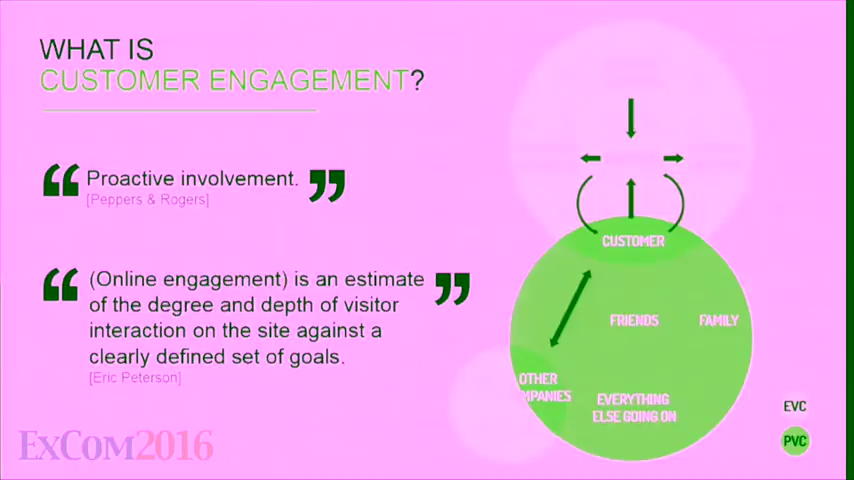 WHAT IS
CUSTOMER ENGAGEMENT?
“ Proactive involvement. ”
[Peppers & Rogers]
“ (Online engagement) is an estimate ”
of the degree and depth of visitor
interaction on the site against a
clearly defined set of goals.
[Eric Peterson]
CUSTOMER
FRIENDS
FAMILY
OTHER
MPANIES
EVERYTHING
ELSE GOING ON
EVC
PVC
EXCOM2016